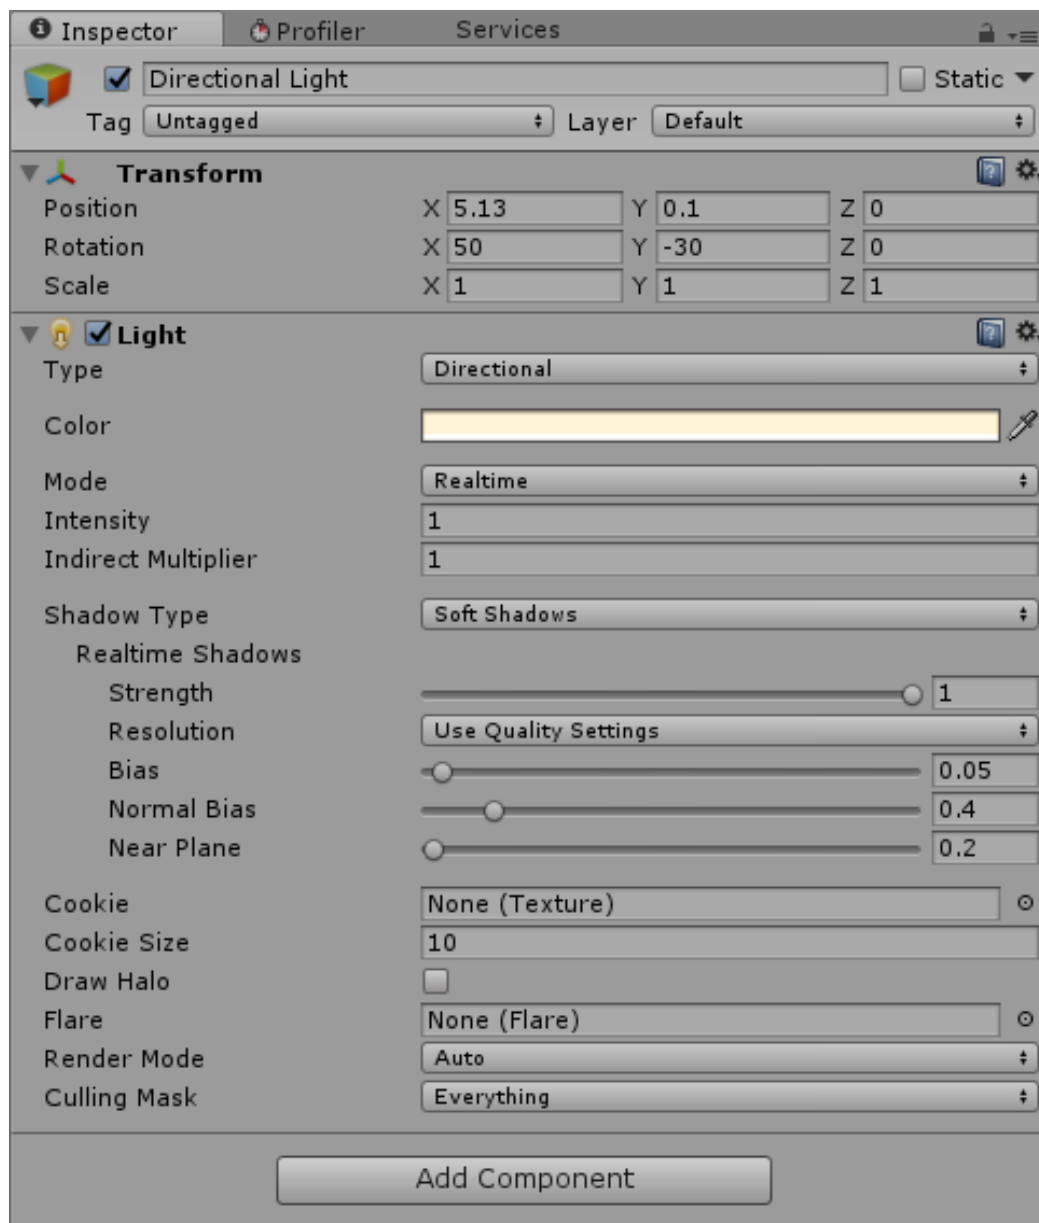 Inspector Profiler Services
Directional Light Static
Tag Untagged Layer Default
Transform
Position X 5.13 Y 0.1 Z 0
Rotation X 50 Y -30 Z 0
Scale X 1 Y 1 Z 1
Light
Type Directional
Color
Mode Realtime
Intensity 1
Indirect Multiplier 1
Shadow Type Soft Shadows
Realtime Shadows
Strength 1
Resolution Use Quality Settings
Bias 0.05
Normal Bias 0.4
Near Plane 0.2
Cookie None (Texture)
Cookie Size 10
Draw Halo
Flare None (Flare)
Render Mode Auto
Culling Mask Everything
Add Component